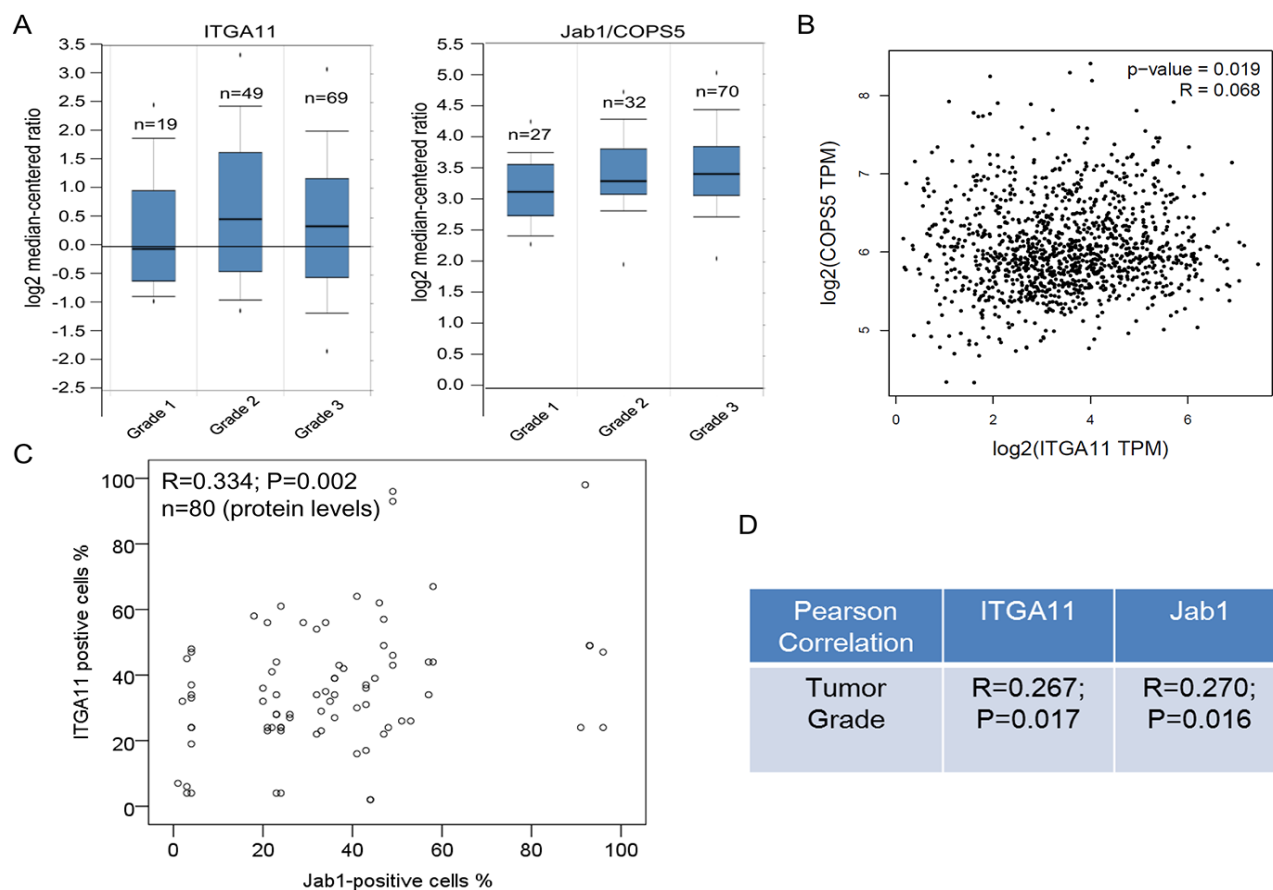 A
ITGA11
log2 median-centered ratio
3.5
3.0
2.5
2.0
1.5
1.0
0.5
0.0
-0.5
-1.0
-1.5
-2.0
-2.5
n=19
n=49
n=69
Grade 1
Grade 2
Grade 3
Jab1/COPS5
log2 median-centered ratio
5.5
5.0
4.5
4.0
3.5
3.0
2.5
2.0
1.5
1.0
0.5
0.0
n=27
n=32
n=70
Grade 1
Grade 2
Grade 3
B
p-value = 0.019
R = 0.068
log2(COPS5 TPM)
8
7
6
5
0
2
4
6
log2(ITGA11 TPM)
C
R=0.334; P=0.002
n=80 (protein levels)
ITGA11 postive cells %
100
80
60
40
20
0
0
20
40
60
80
100
Jab1-positive cells %
D
Pearson
Correlation
ITGA11
Jab1
Tumor
Grade
R=0.267;
P=0.017
R=0.270;
P=0.016